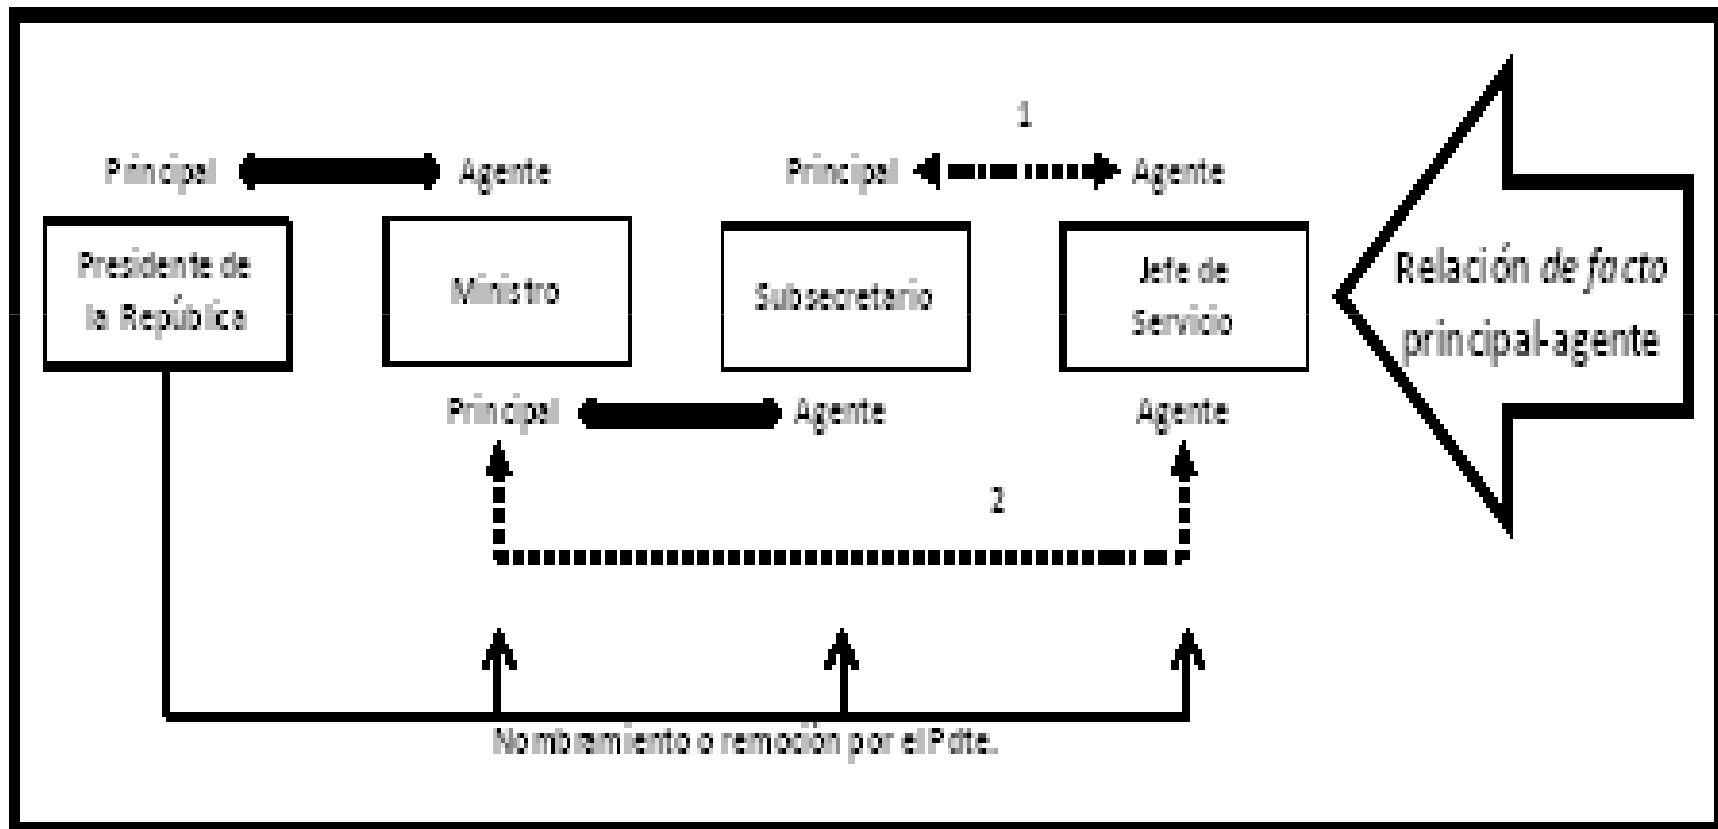 1
Principal Agente Principal Agente
Presidente de
la República
Ministro
Subsecretario
Jefe de
Servicio
Relación de facto
principal-agente
Principal Agente Agente
2
Nombramiento o remoción por el Pdte.